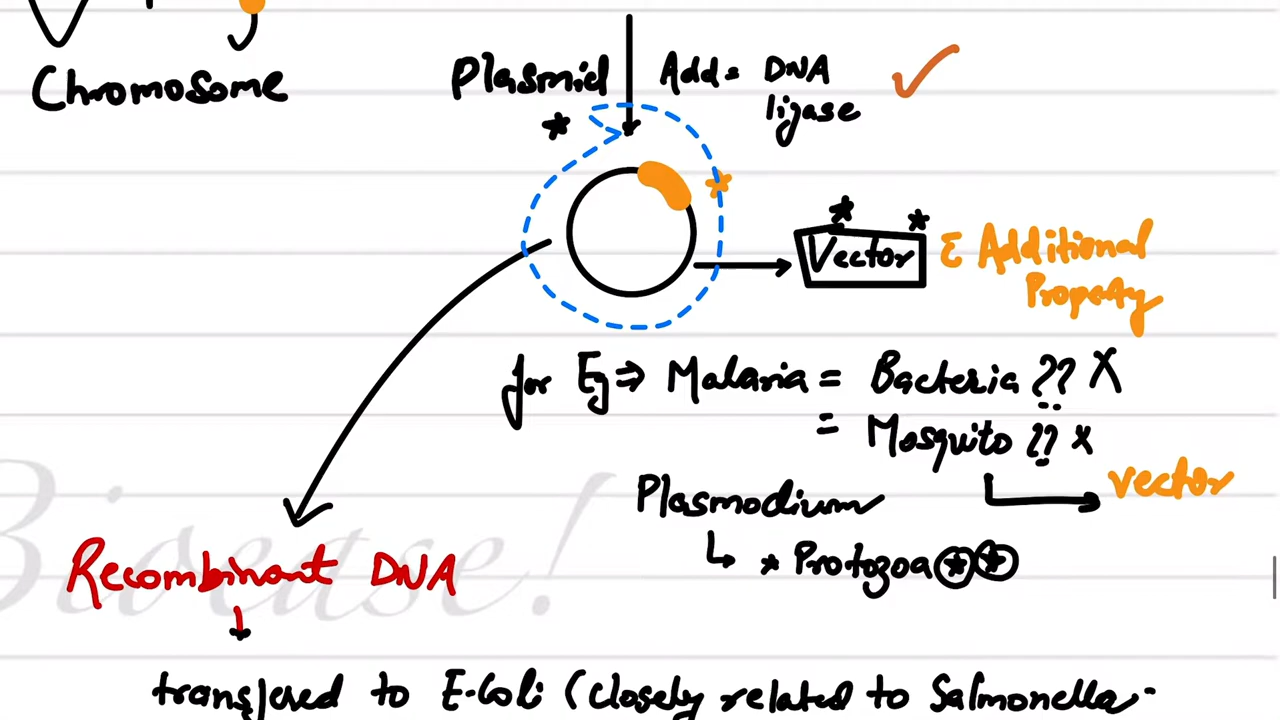 Chromosome
Plasmid Add = DNA ligase ✓
*
*
* *
Vector Ɛ Additional Property
for Eg ⇒ Malaria = Bacteria ?? X
= Mosquito ?? x
vector
Plasmodium
↳ * Protozoa * *
Biorease!
Recombinant DNA
transfered to E-Coli (closely related to Salmonella-